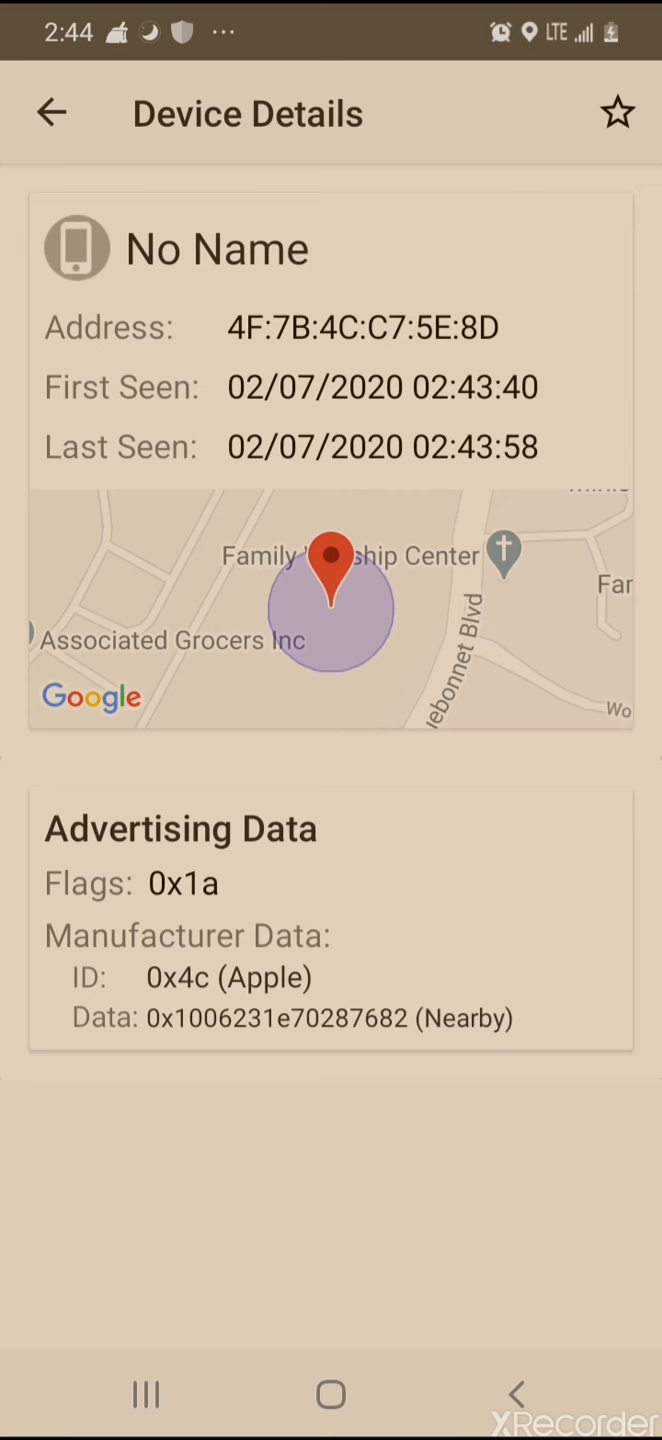 2:44 ... LTE
Device Details
No Name
Address: 4F:7B:4C:C7:5E:8D
First Seen: 02/07/2020 02:43:40
Last Seen: 02/07/2020 02:43:58
Family ship Center
Far
Associated Grocers Inc
lebonnet Blvd
Google
Wo
Advertising Data
Flags: 0x1a
Manufacturer Data:
ID: 0x4c (Apple)
Data: 0x1006231e70287682 (Nearby)
XRecorder